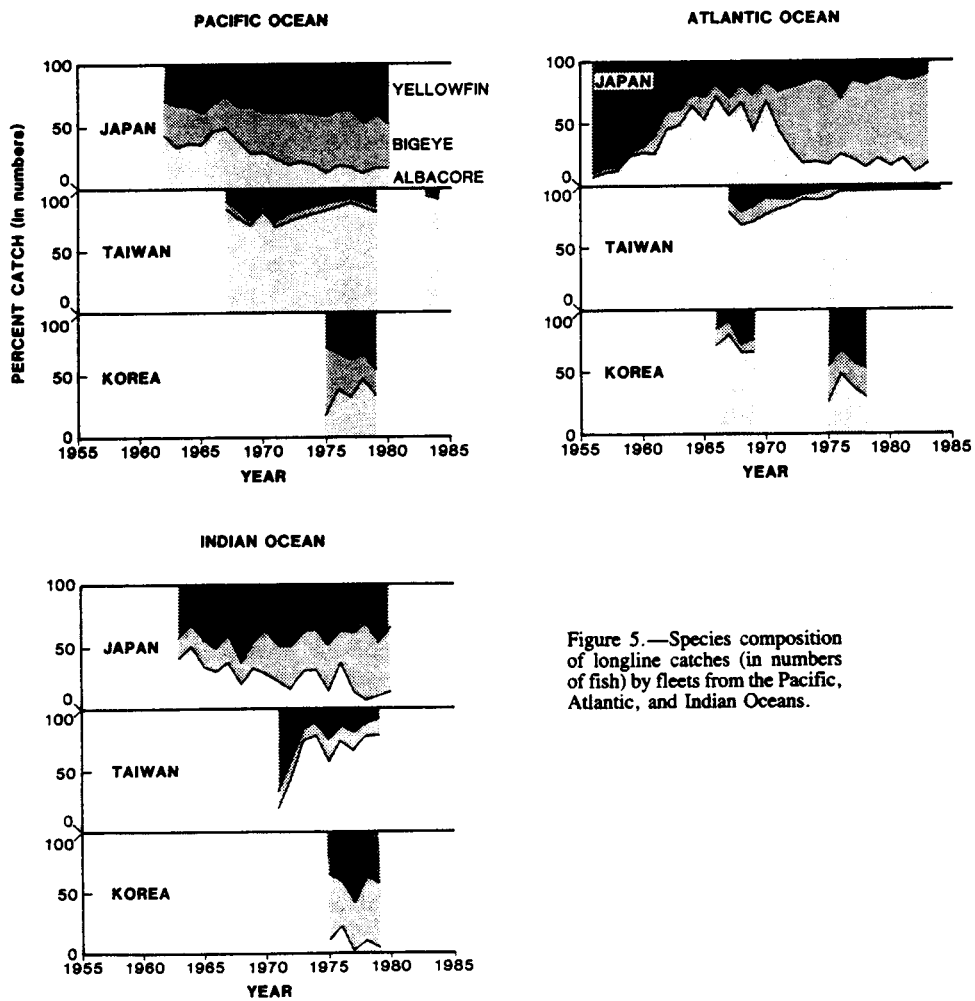 PACIFIC OCEAN
PERCENT CATCH (in numbers)
100
50
0
JAPAN
YELLOWFIN
BIGEYE
ALBACORE
100
50
0
TAIWAN
100
50
0
KOREA
1955 1960 1965 1970 1975 1980 1985
YEAR
ATLANTIC OCEAN
100
50
0
JAPAN
100
50
0
TAIWAN
100
50
0
KOREA
1955 1960 1965 1970 1975 1980 1985
YEAR
INDIAN OCEAN
100
50
0
JAPAN
100
50
0
TAIWAN
100
50
0
KOREA
1955 1960 1965 1970 1975 1980 1985
YEAR
Figure 5.—Species composition
of longline catches (in numbers
of fish) by fleets from the Pacific,
Atlantic, and Indian Oceans.